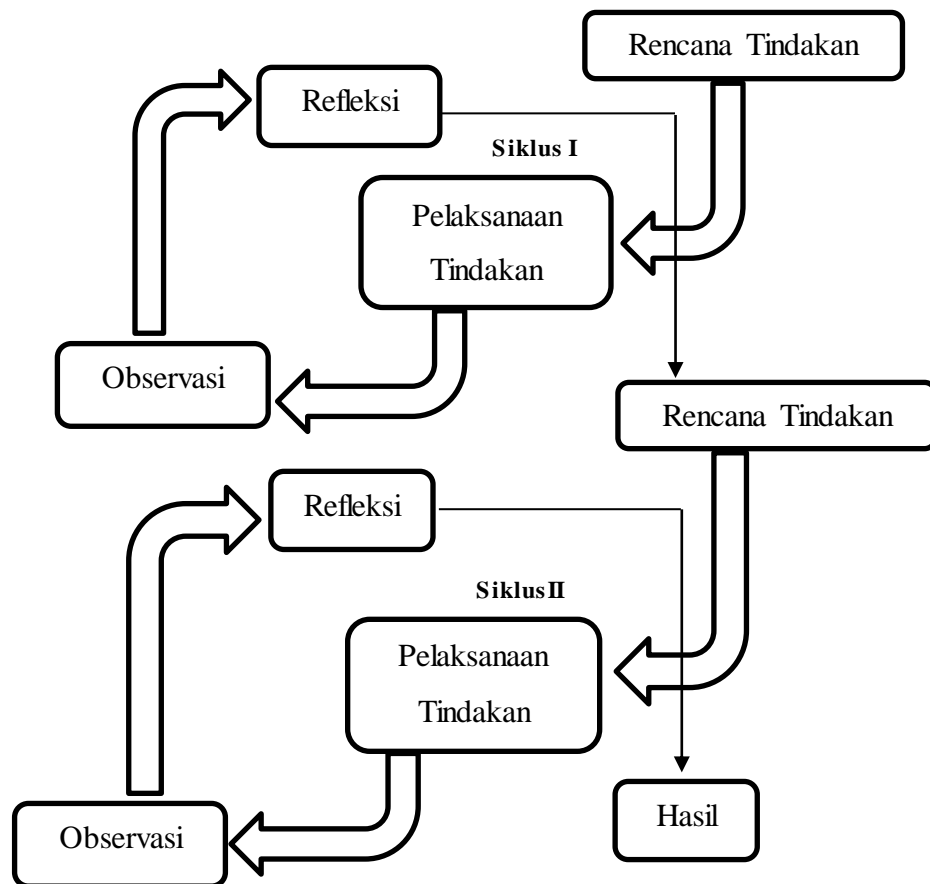 Rencana Tindakan
Refleksi
Siklus I
Pelaksanaan
Tindakan
Observasi
Rencana Tindakan
Refleksi
Siklus II
Pelaksanaan
Tindakan
Hasil
Observasi